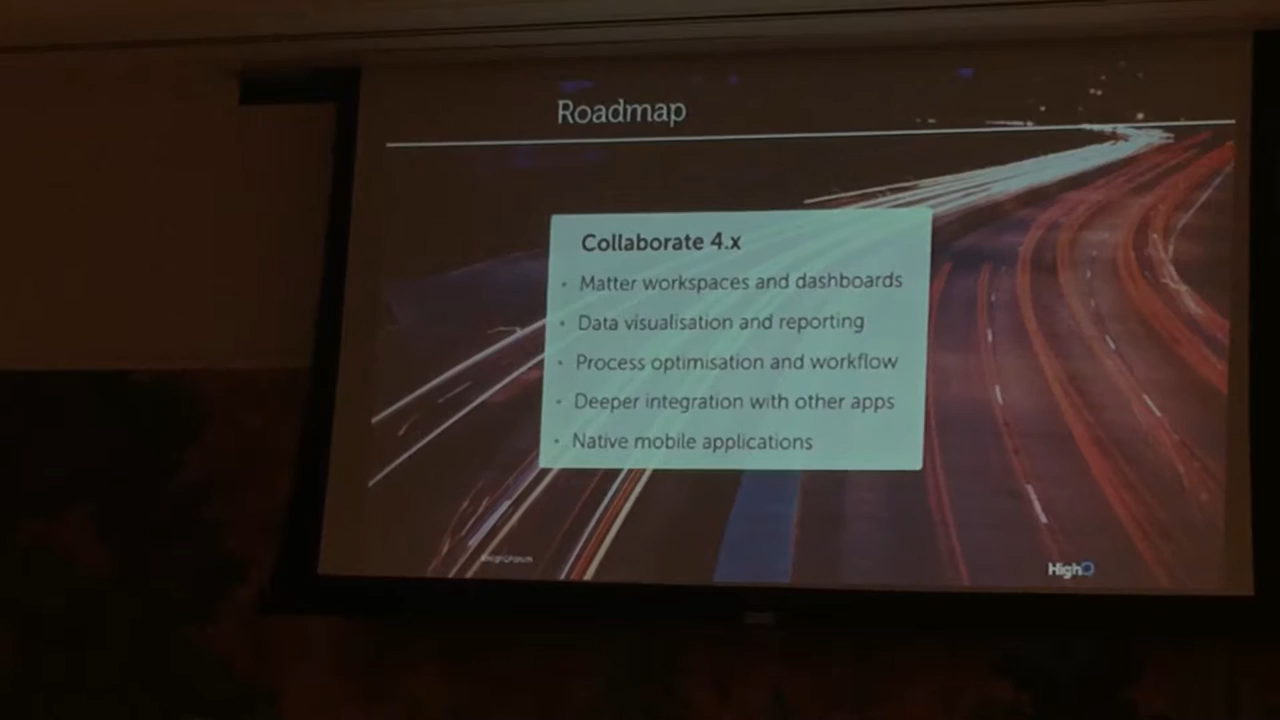 Roadmap
Collaborate 4.x
• Matter workspaces and dashboards
• Data visualisation and reporting
• Process optimisation and workflow
• Deeper integration with other apps
• Native mobile applications
HighQ